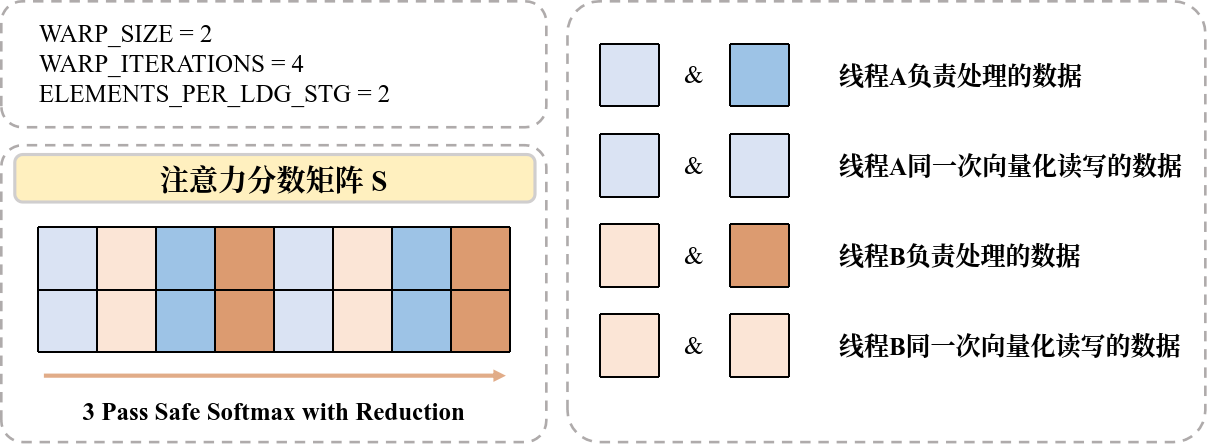 WARP_SIZE = 2
WARP_ITERATIONS = 4
ELEMENTS_PER_LDG_STG = 2
注意力分数矩阵 S
3 Pass Safe Softmax with Reduction
& 线程A负责处理的数据
& 线程A同一次向量化读写的数据
& 线程B负责处理的数据
& 线程B同一次向量化读写的数据